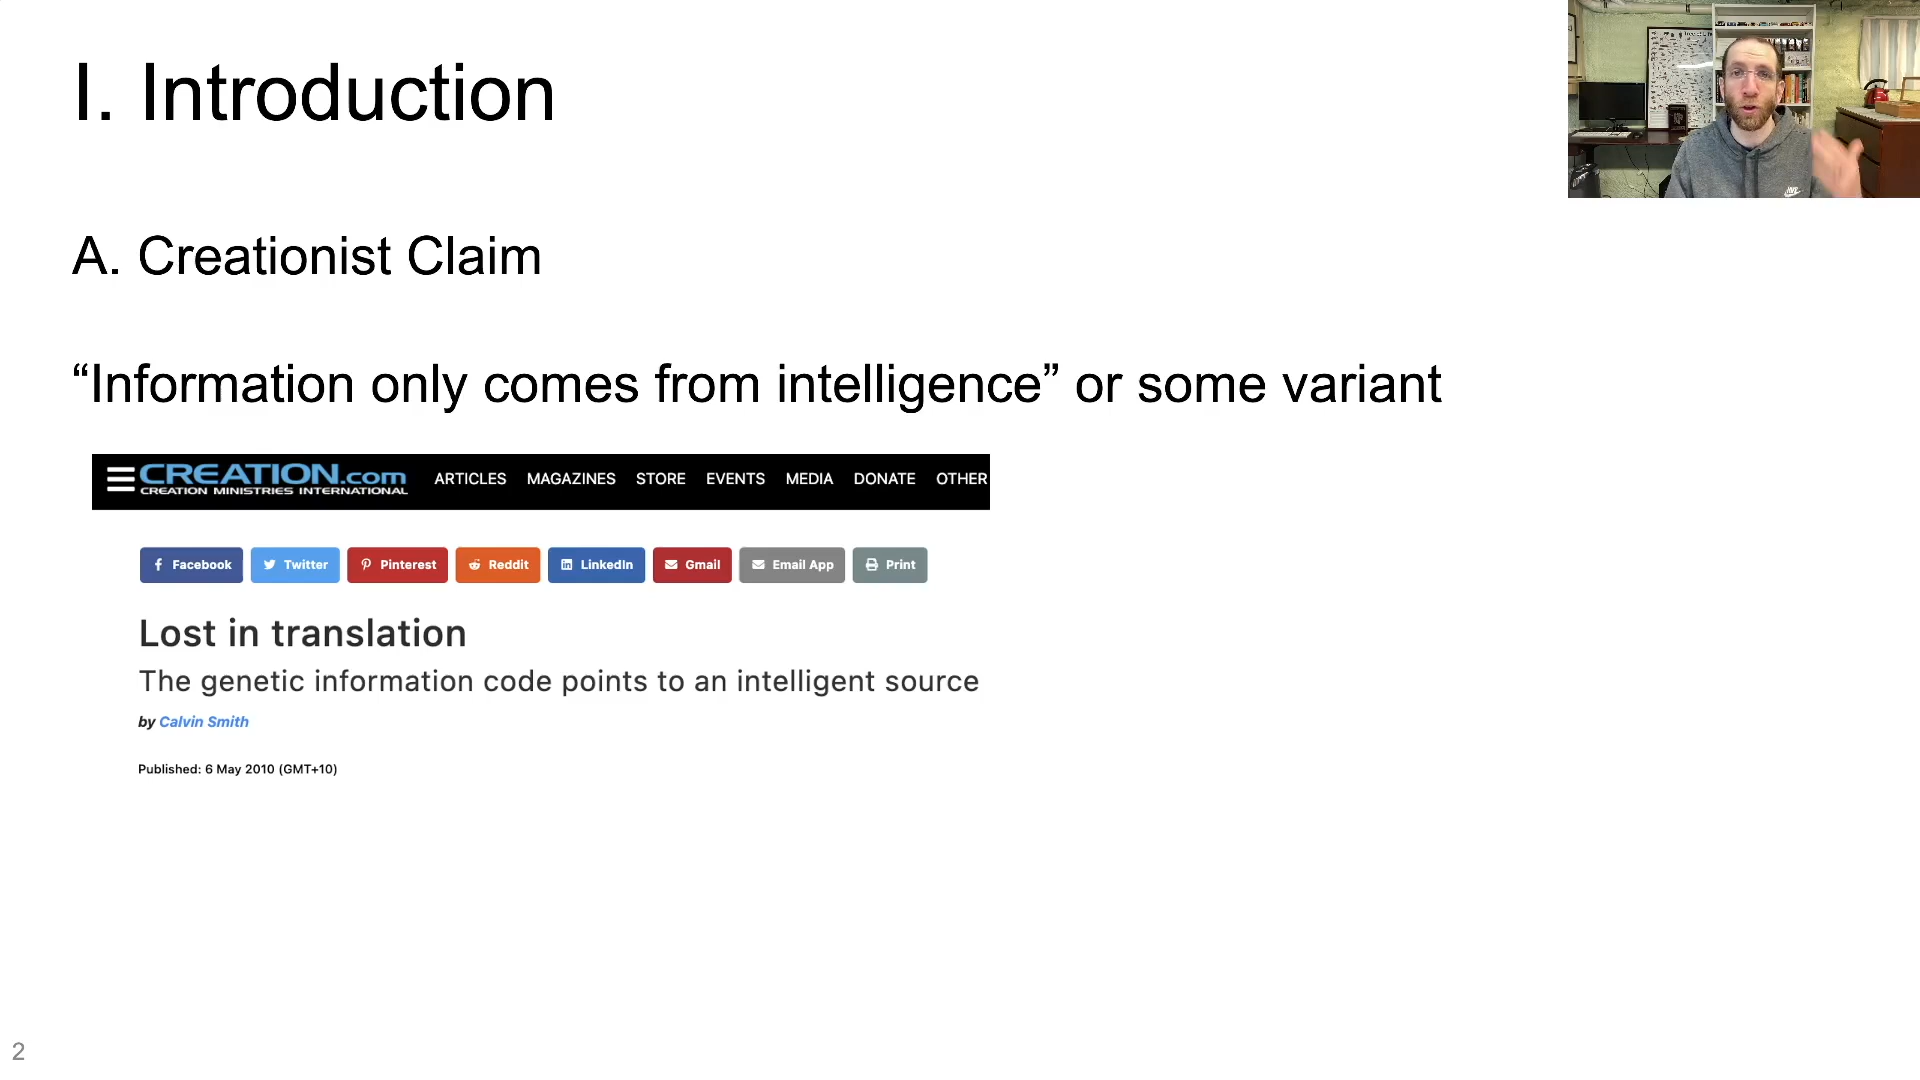 I. Introduction
A. Creationist Claim
“Information only comes from intelligence” or some variant
CREATION.com
CREATION MINISTRIES INTERNATIONAL
ARTICLES MAGAZINES STORE EVENTS MEDIA DONATE OTHER
Facebook Twitter Pinterest Reddit LinkedIn Gmail Email App Print
Lost in translation
The genetic information code points to an intelligent source
by Calvin Smith
Published: 6 May 2010 (GMT+10)
2